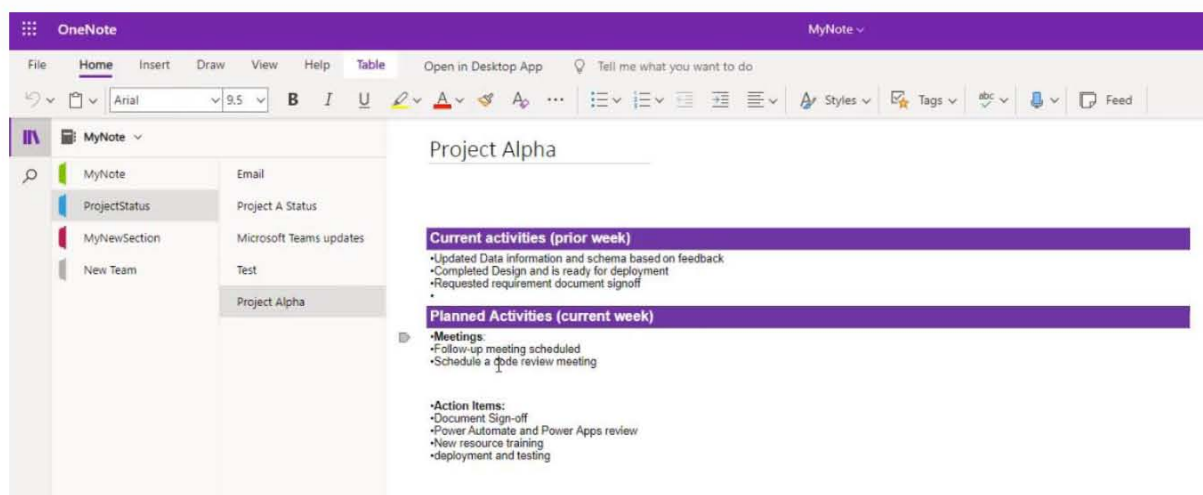 OneNote
MyNote
File Home Insert Draw View Help Table Open in Desktop App Tell me what you want to do
Arial 9.5 B I U A A Styles Tags abc Feed
MyNote
MyNote
ProjectStatus
MyNewSection
New Team
Email
Project A Status
Microsoft Teams updates
Test
Project Alpha
Project Alpha
Current activities (prior week)
•Updated Data information and schema based on feedback
•Completed Design and is ready for deployment
•Requested requirement document signoff
•
Planned Activities (current week)
•Meetings:
•Follow-up meeting scheduled
•Schedule a code review meeting
•Action Items:
•Document Sign-off
•Power Automate and Power Apps review
•New resource training
•deployment and testing